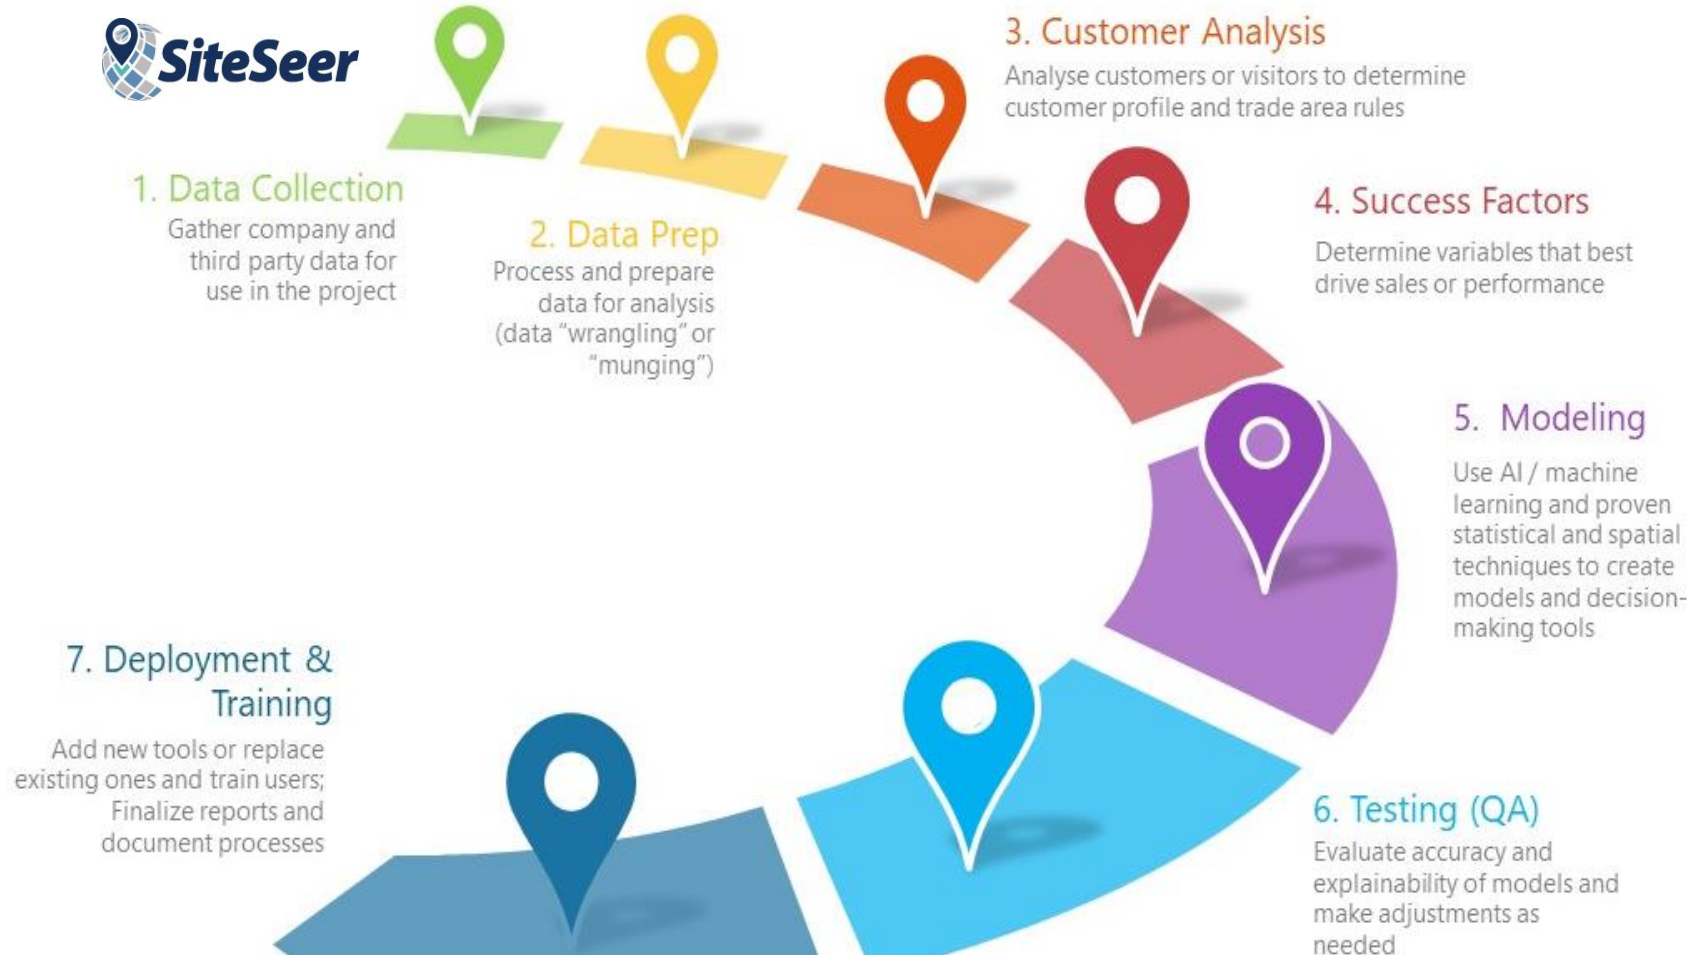 SiteSeer
1. Data Collection
Gather company and
third party data for
use in the project
2. Data Prep
Process and prepare
data for analysis
(data “wrangling” or
“munging”)
3. Customer Analysis
Analyse customers or visitors to determine
customer profile and trade area rules
4. Success Factors
Determine variables that best
drive sales or performance
5. Modeling
Use AI / machine
learning and proven
statistical and spatial
techniques to create
models and decision-
making tools
6. Testing (QA)
Evaluate accuracy and
explainability of models and
make adjustments as
needed
7. Deployment &
Training
Add new tools or replace
existing ones and train users;
Finalize reports and
document processes